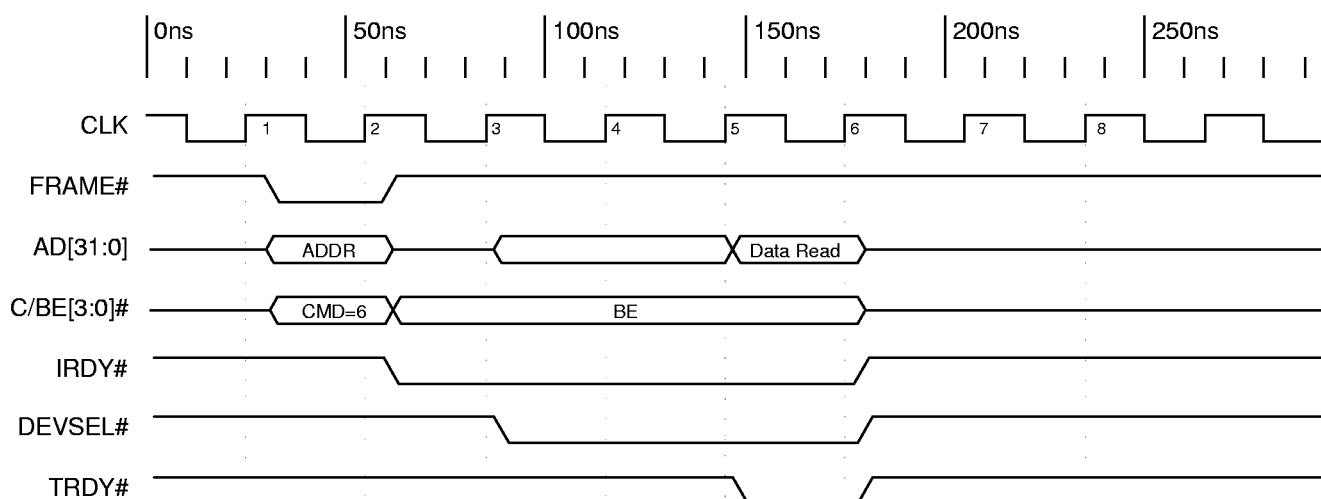 0ns 50ns 100ns 150ns 200ns 250ns
CLK 1 2 3 4 5 6 7 8
FRAME#
AD[31:0] ADDR Data Read
C/BE[3:0]# CMD=6 BE
IRDY#
DEVSEL#
TRDY#